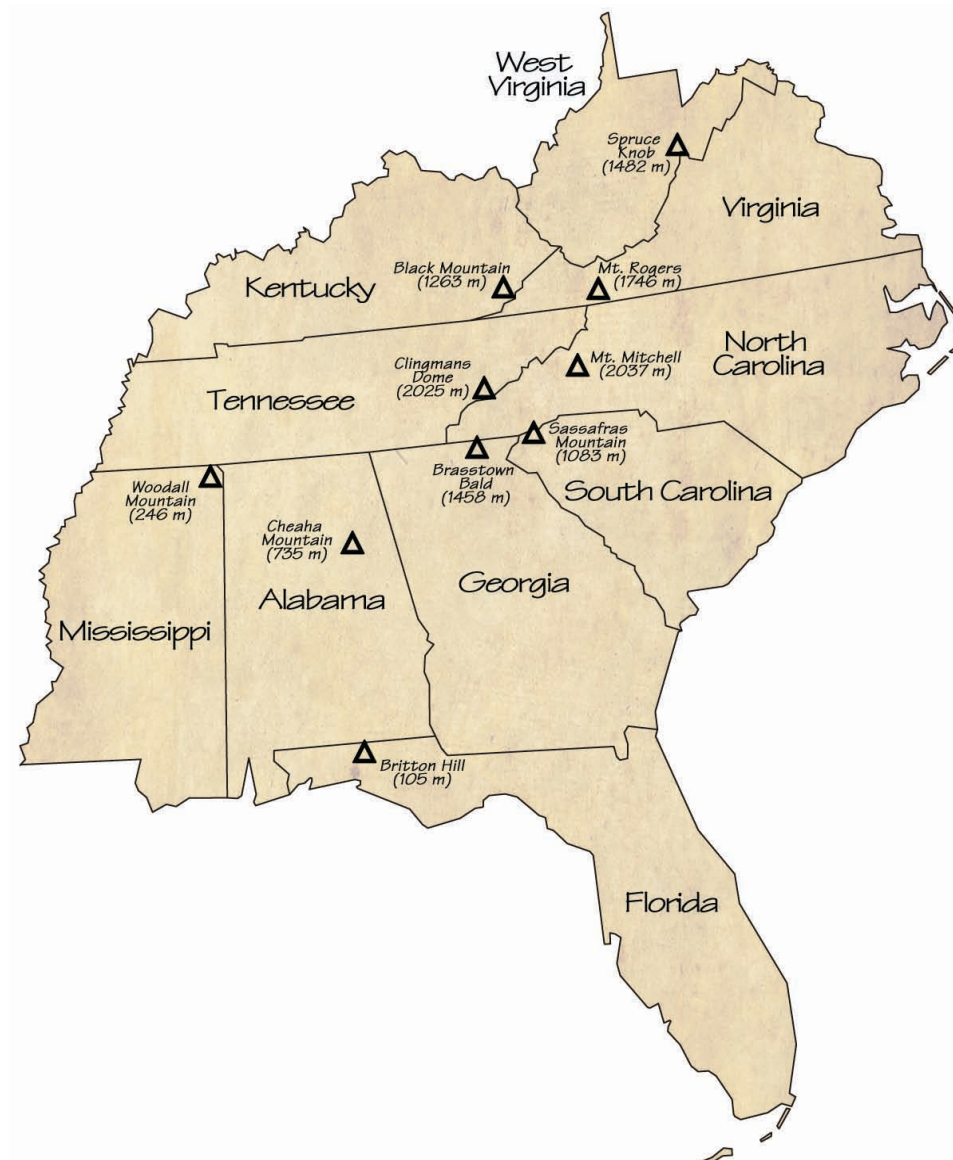 West
Virginia
Spruce
Knob
(1482 m)
Virginia
Black Mountain
(1263 m)
Mt. Rogers
(1746 m)
Kentucky
North
Carolina
Clingmans
Dome
(2025 m)
Mt. Mitchell
(2037 m)
Tennessee
Sassafras
Mountain
(1083 m)
Brasstown
Bald
(1458 m)
Woodall
Mountain
(246 m)
South Carolina
Cheaha
Mountain
(735 m)
Georgia
Alabama
Mississippi
Britton Hill
(105 m)
Florida